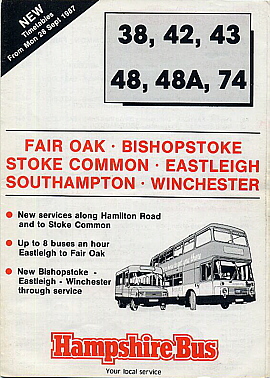 NEW
Timetables
From Mon 28 Sept 1987
38, 42, 43
48, 48A, 74
FAIR OAK · BISHOPSTOKE
STOKE COMMON · EASTLEIGH
SOUTHAMPTON · WINCHESTER
New services along Hamilton Road
and to Stoke Common
Up to 8 buses an hour
Eastleigh to Fair Oak
New Bishopstoke -
Eastleigh - Winchester
through service
Hampshire Bus
Your local service